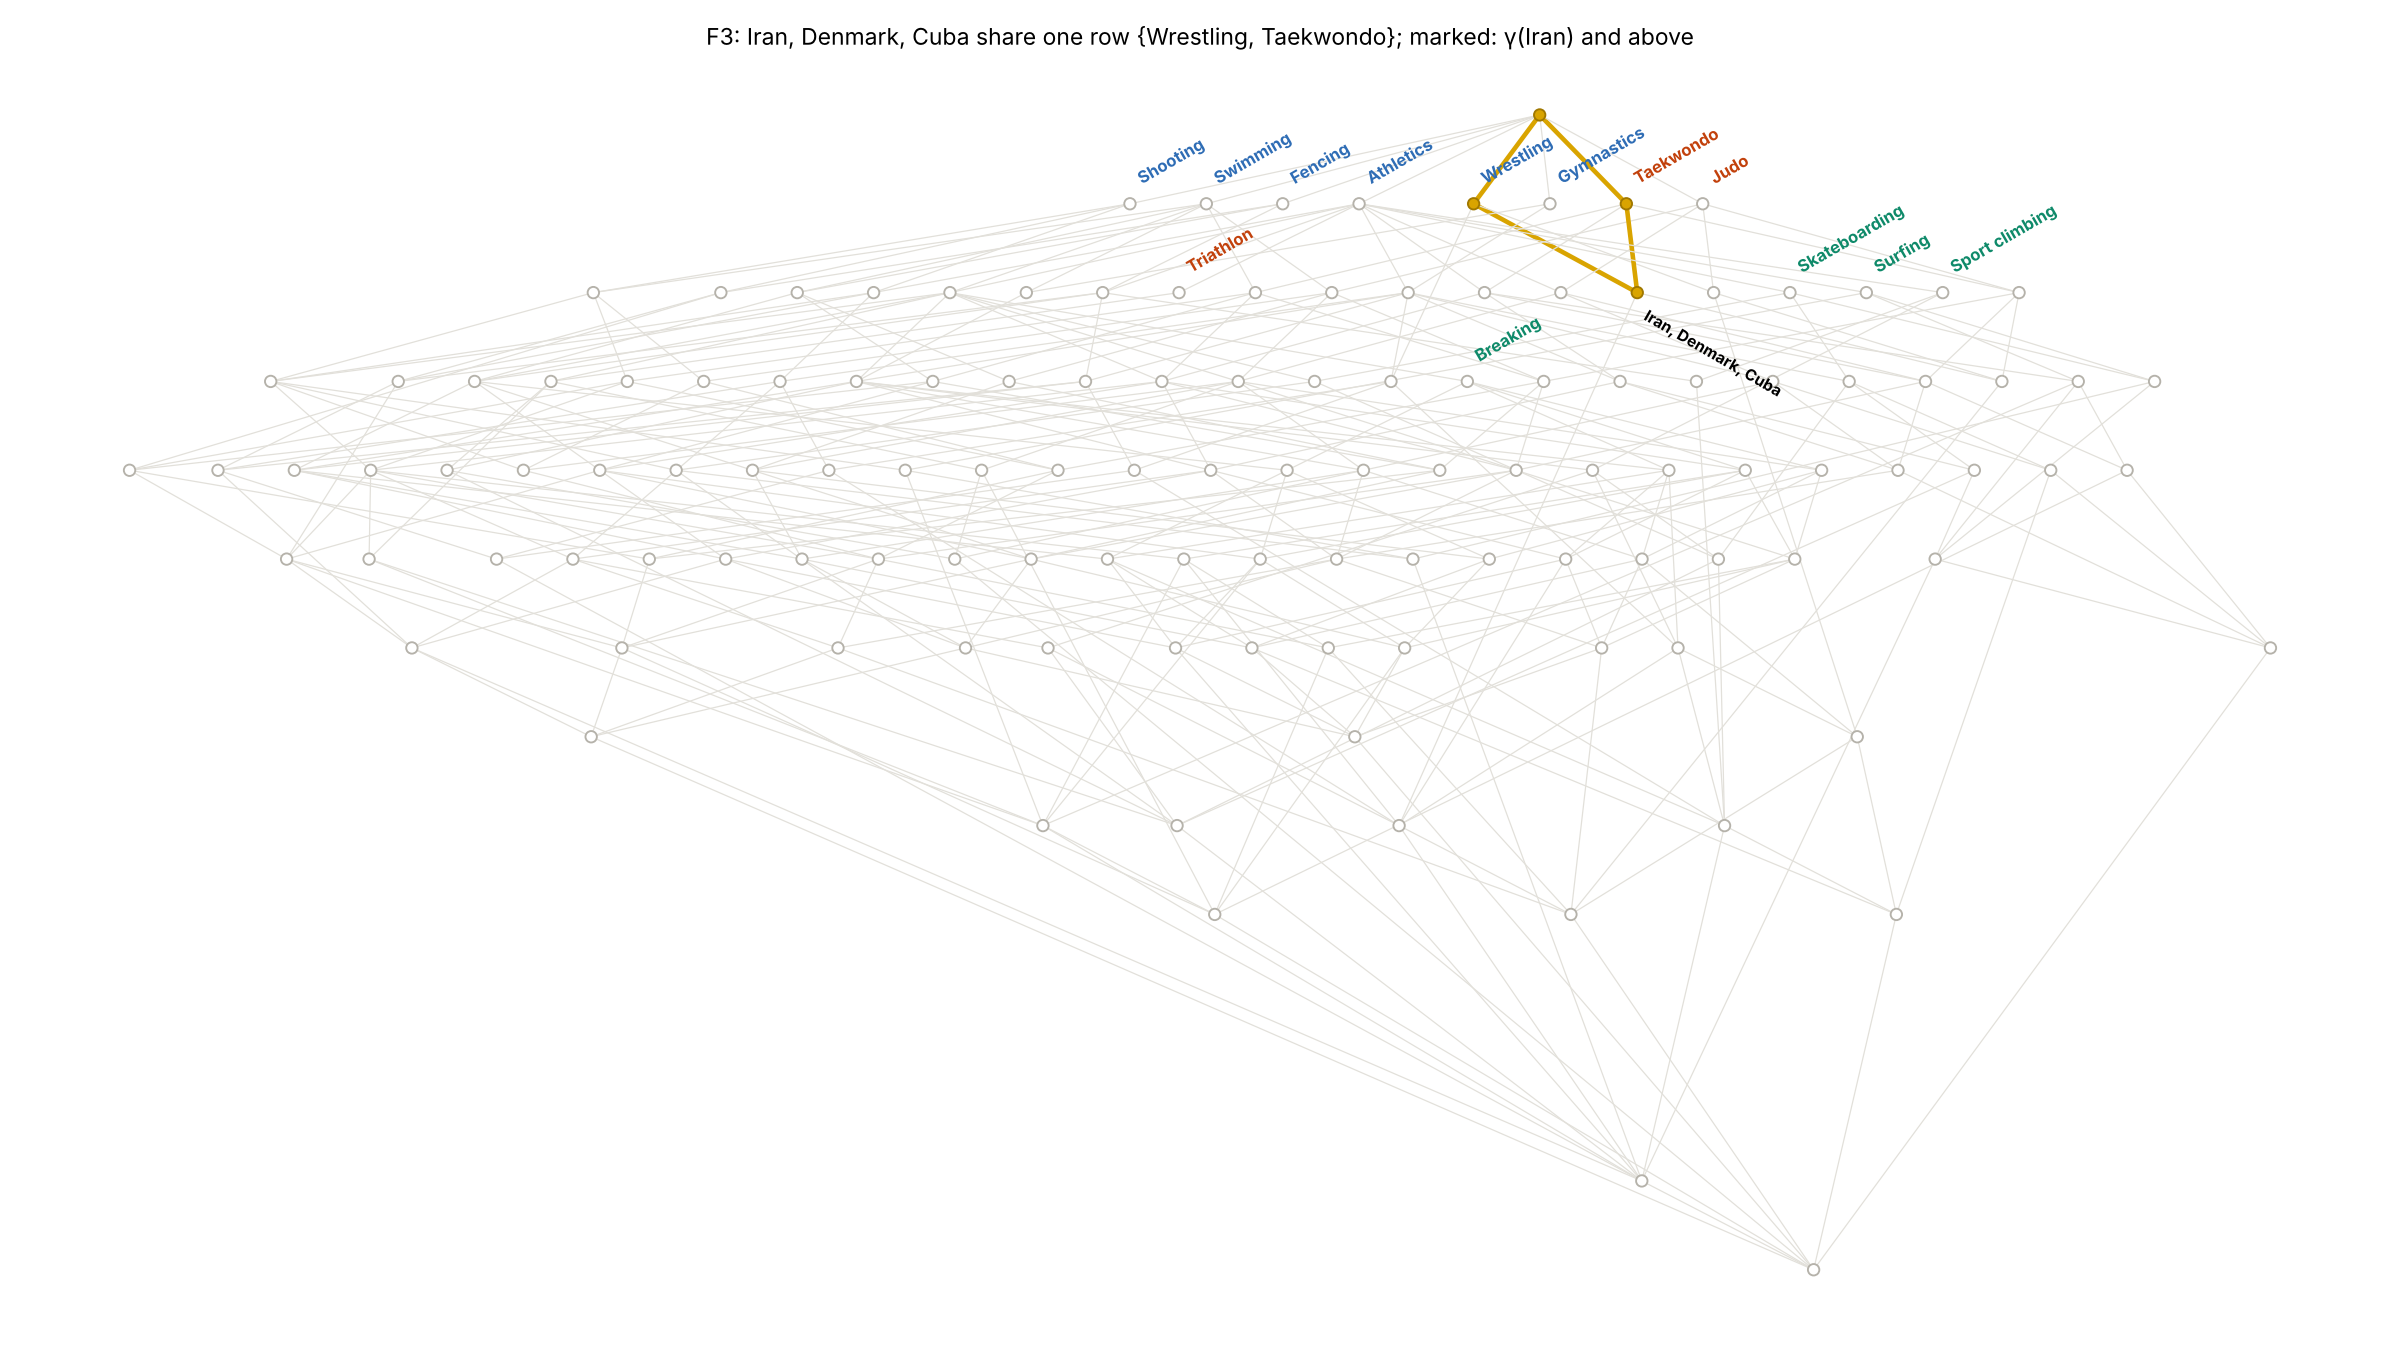 F3: Iran, Denmark, Cuba share one row {Wrestling, Taekwondo}; marked: γ(Iran) and above
Shooting
Swimming
Fencing
Athletics
Wrestling
Gymnastics
Taekwondo
Judo
Triathlon
Skateboarding
Surfing
Sport climbing
Breaking
Iran, Denmark, Cuba